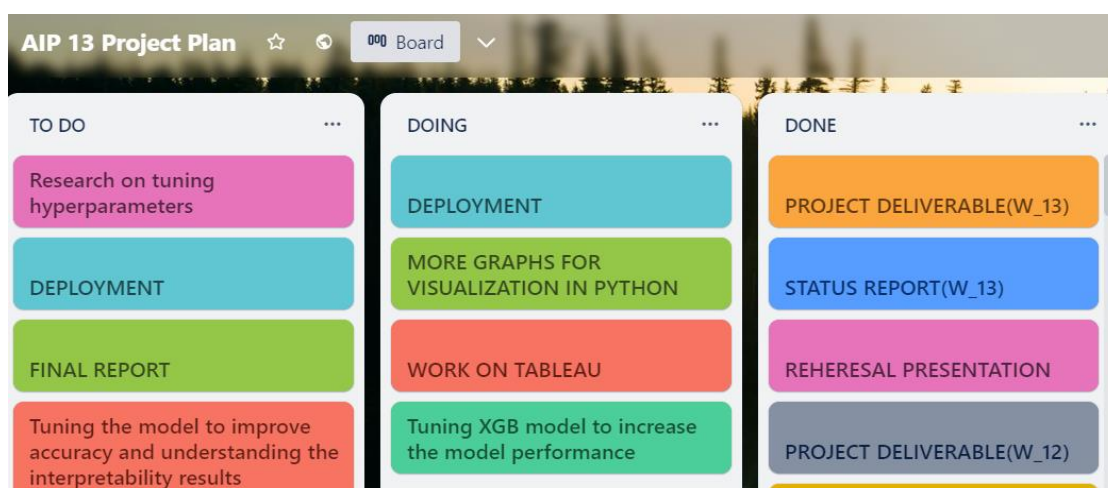 AIP 13 Project Plan
Board
TO DO
Research on tuning
hyperparameters
DEPLOYMENT
FINAL REPORT
Tuning the model to improve
accuracy and understanding the
interpretability results
DOING
DEPLOYMENT
MORE GRAPHS FOR
VISUALIZATION IN PYTHON
WORK ON TABLEAU
Tuning XGB model to increase
the model performance
DONE
PROJECT DELIVERABLE(W_13)
STATUS REPORT(W_13)
REHERESAL PRESENTATION
PROJECT DELIVERABLE(W_12)